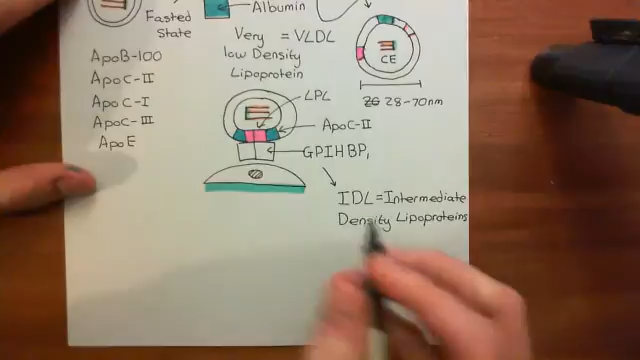 Fasted
State
Albumin
ApoB-100
ApoC-II
ApoC-I
ApoC-III
ApoE
Very = VLDL
low Density
Lipoprotein
CE
28-70nm
LPL
ApoC-II
GPIHBP1
IDL=Intermediate
Density Lipoproteins